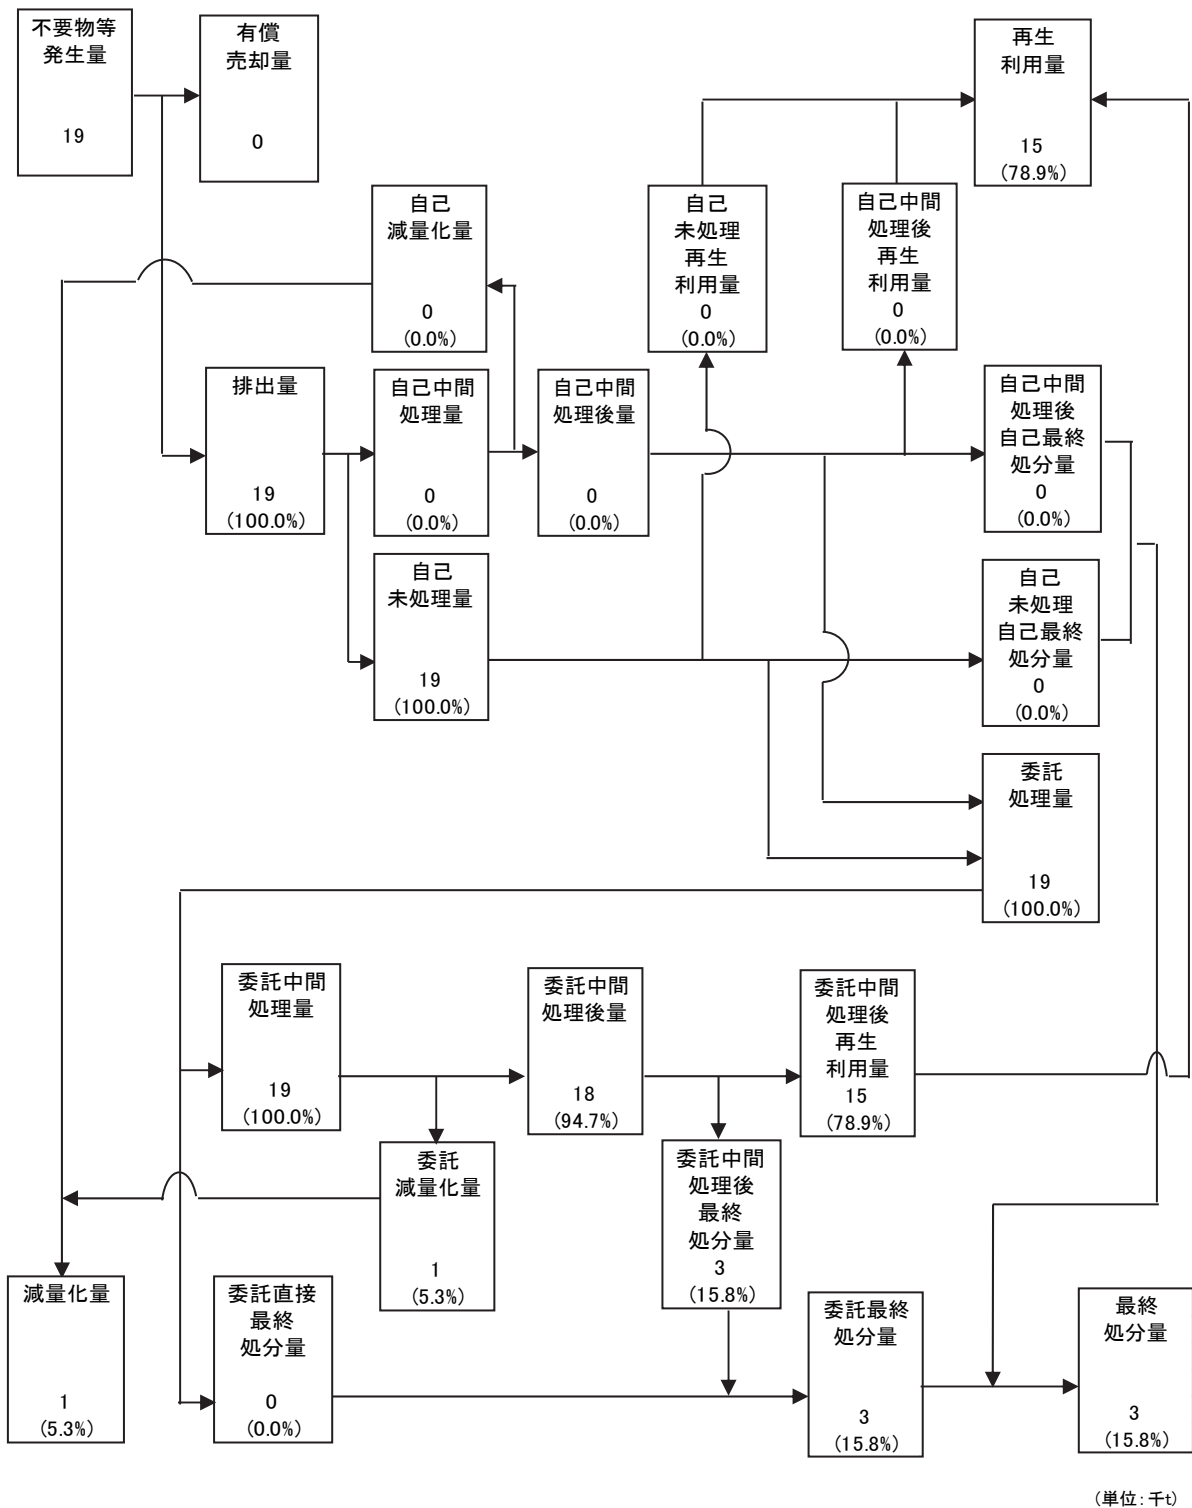 不要物等
発生量
19
有償
売却量
0
再生
利用量
15
(78.9%)
自己
減量化量
0
(0.0%)
自己
未処理
再生
利用量
0
(0.0%)
自己中間
処理後
再生
利用量
0
(0.0%)
排出量
19
(100.0%)
自己中間
処理量
0
(0.0%)
自己中間
処理後量
0
(0.0%)
自己中間
処理後
自己最終
処分量
0
(0.0%)
自己
未処理量
19
(100.0%)
自己
未処理
自己最終
処分量
0
(0.0%)
委託
処理量
19
(100.0%)
委託中間
処理量
19
(100.0%)
委託中間
処理後量
18
(94.7%)
委託中間
処理後
再生
利用量
15
(78.9%)
委託
減量化量
1
(5.3%)
委託中間
処理後
最終
処分量
3
(15.8%)
減量化量
1
(5.3%)
委託直接
最終
処分量
0
(0.0%)
委託最終
処分量
3
(15.8%)
最終
処分量
3
(15.8%)
(単位:千t)